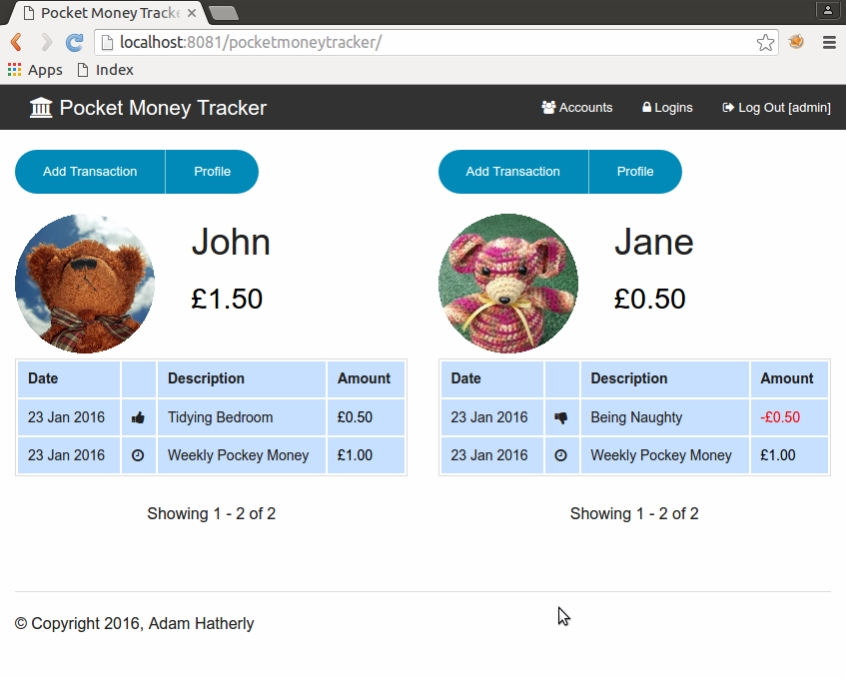 Pocket Money Tracke
localhost:8081/pocketmoneytracker/
Apps Index
Pocket Money Tracker Accounts Logins Log Out [admin]
Add Transaction Profile
John
£1.50
Date Description Amount
23 Jan 2016 Tidying Bedroom £0.50
23 Jan 2016 Weekly Pockey Money £1.00
Showing 1 - 2 of 2
Add Transaction Profile
Jane
£0.50
Date Description Amount
23 Jan 2016 Being Naughty -£0.50
23 Jan 2016 Weekly Pockey Money £1.00
Showing 1 - 2 of 2
© Copyright 2016, Adam Hatherly